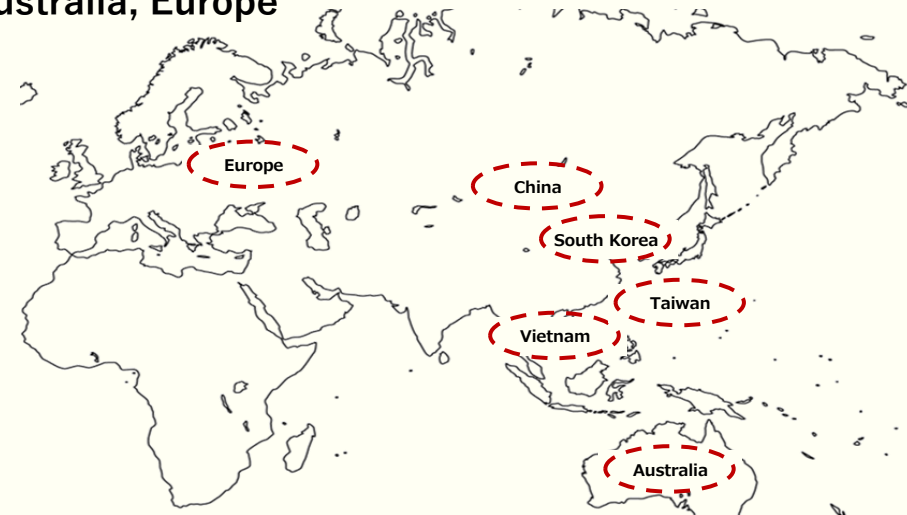 ustralia, Europe
Europe
China
South Korea
Taiwan
Vietnam
Australia